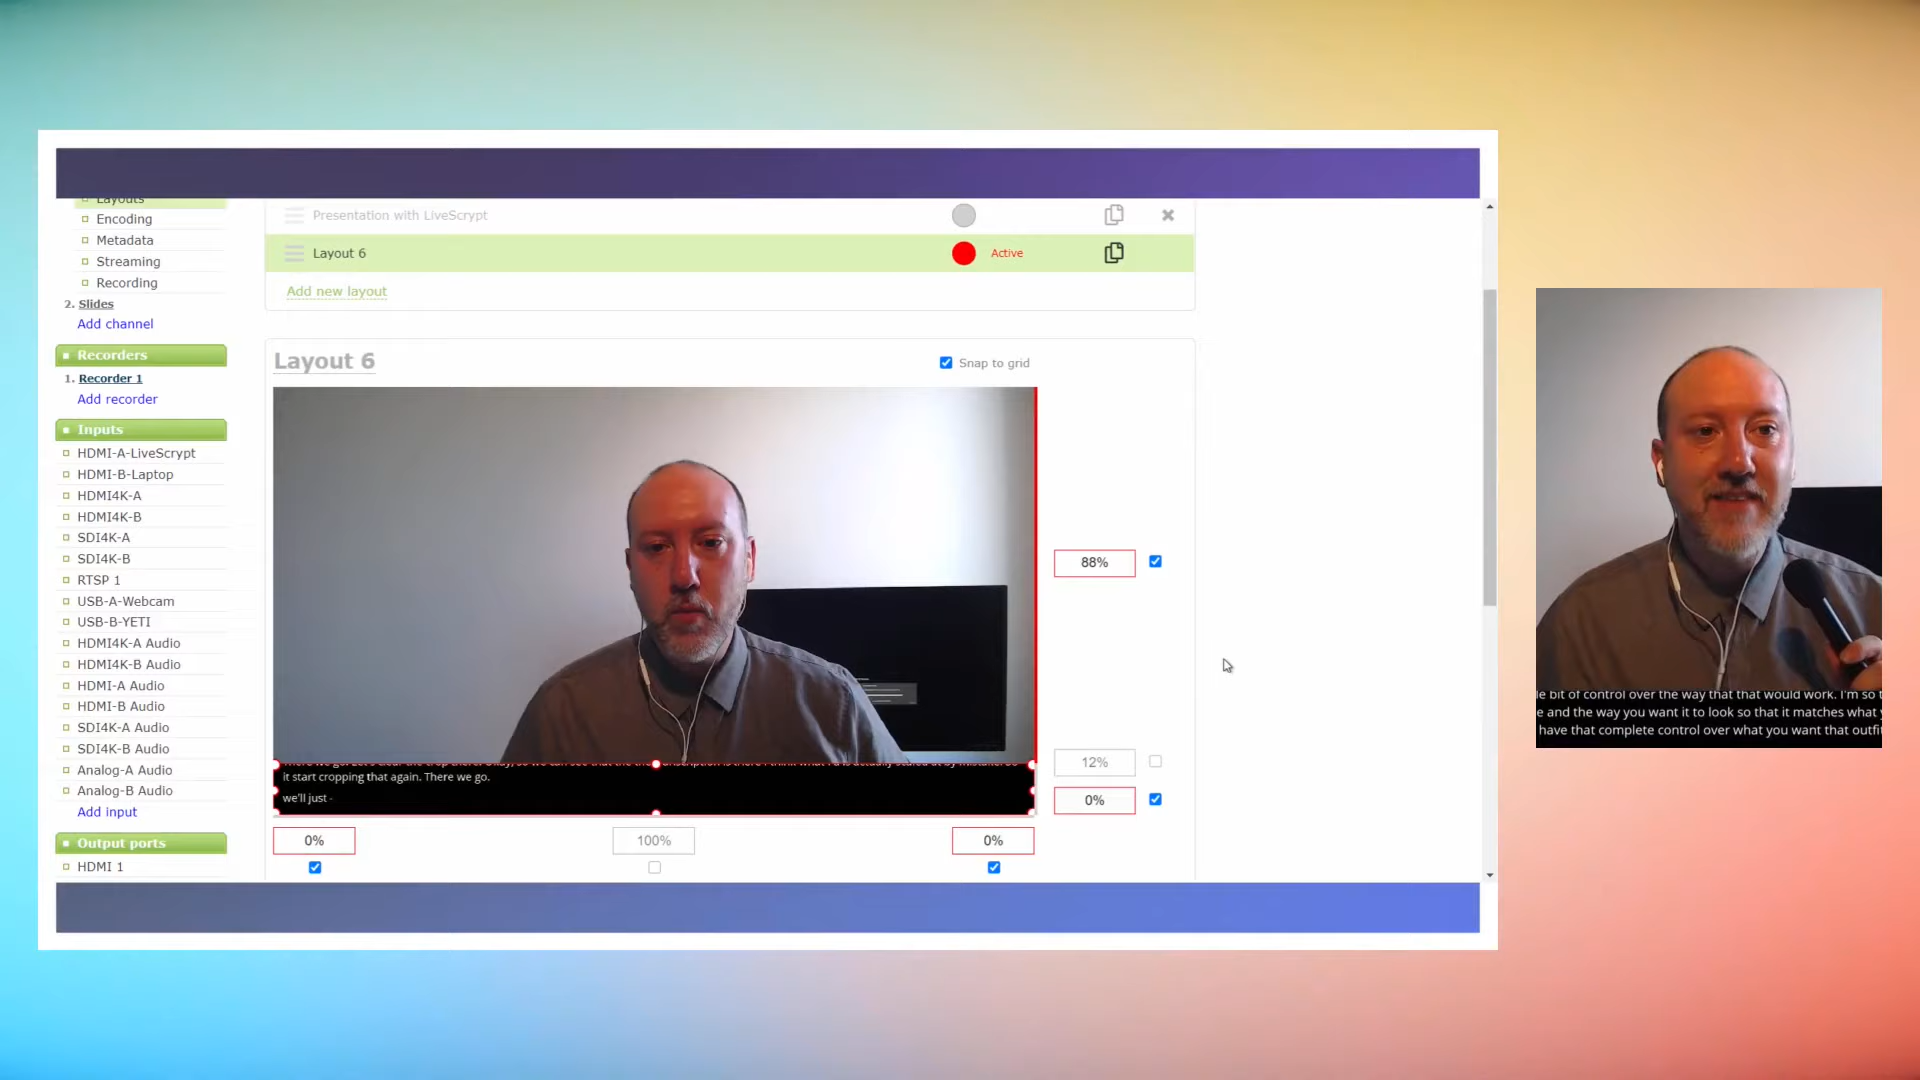 Layouts
Encoding
Metadata
Streaming
Recording
2. Slides
Add channel
Recorders
1. Recorder 1
Add recorder
Inputs
HDMI-A-LiveScrypt
HDMI-B-Laptop
HDMI4K-A
HDMI4K-B
SDI4K-A
SDI4K-B
RTSP 1
USB-A-Webcam
USB-B-YETI
HDMI4K-A Audio
HDMI4K-B Audio
HDMI-A Audio
HDMI-B Audio
SDI4K-A Audio
SDI4K-B Audio
Analog-A Audio
Analog-B Audio
Add input
Output ports
HDMI 1
Presentation with LiveScrypt
Layout 6 Active
Add new layout
Layout 6
Snap to grid
88%
12%
0%
it start cropping that again. There we go.
we'll just -
0% 100% 0%
bit of control over the way that that would work. I'm so
and the way you want it to look so that it matches what
have that complete control over what you want that